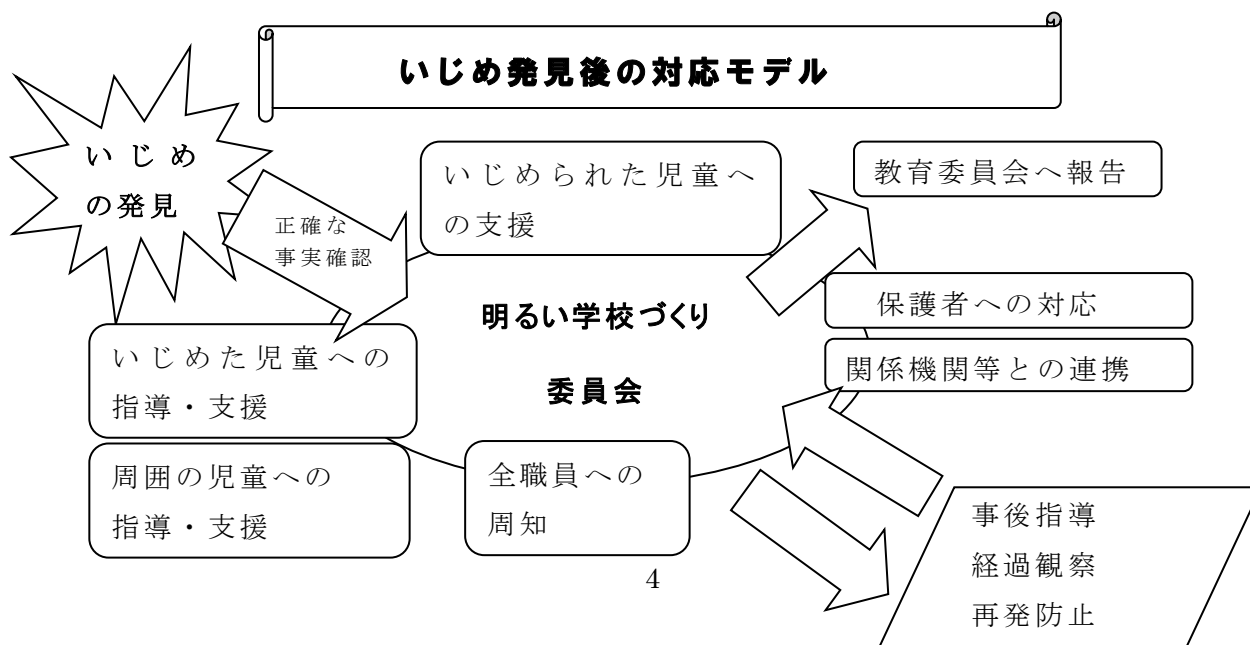 いじめ発見後の対応モデル
いじめ
の発見
正確な
事実確認
いじめられた児童へ
の支援
教育委員会へ報告
明るい学校づくり
委員会
保護者への対応
関係機関等との連携
いじめた児童への
指導・支援
周囲の児童への
指導・支援
全職員への
周知
事後指導
経過観察
再発防止
4